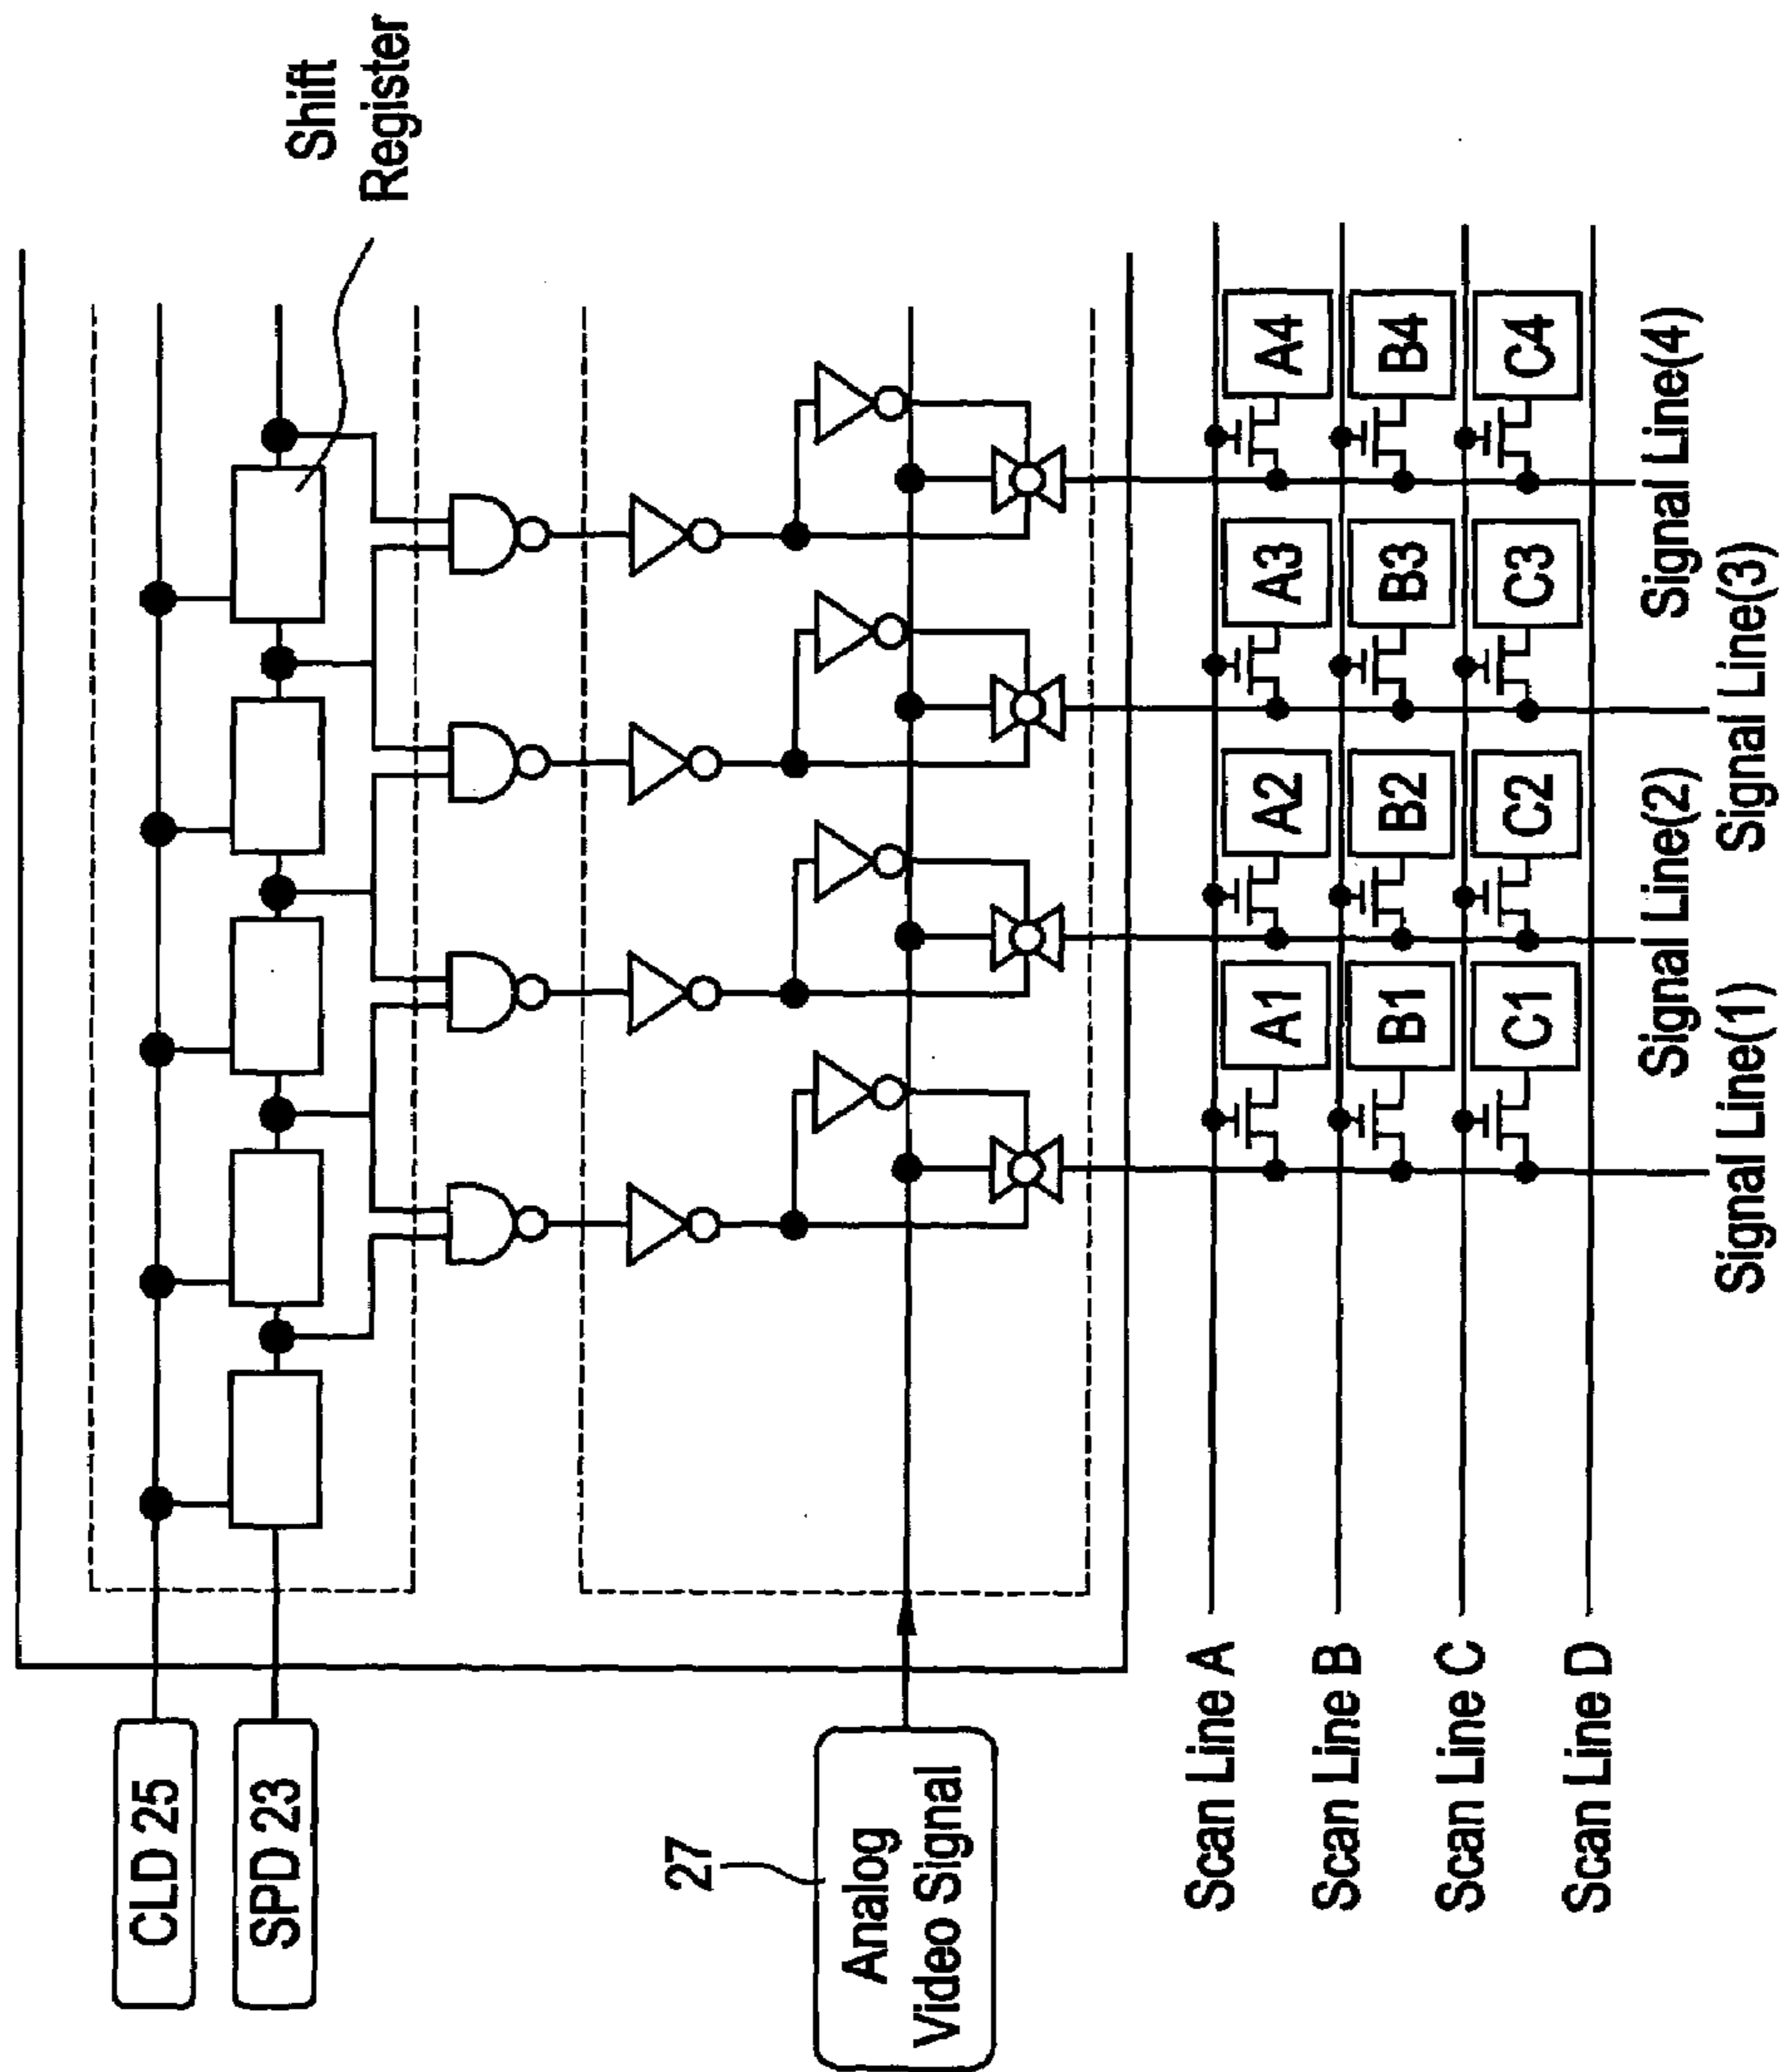 Shift
Register
CLD 25
SPD 23
27
Analog
Video Signal
Scan Line A
A1
A2
A3
A4
Scan Line B
B1
B2
B3
B4
Scan Line C
C1
C2
C3
C4
Scan Line D
Signal Line(1)
Signal Line(2)
Signal Line(3)
Signal Line(4)